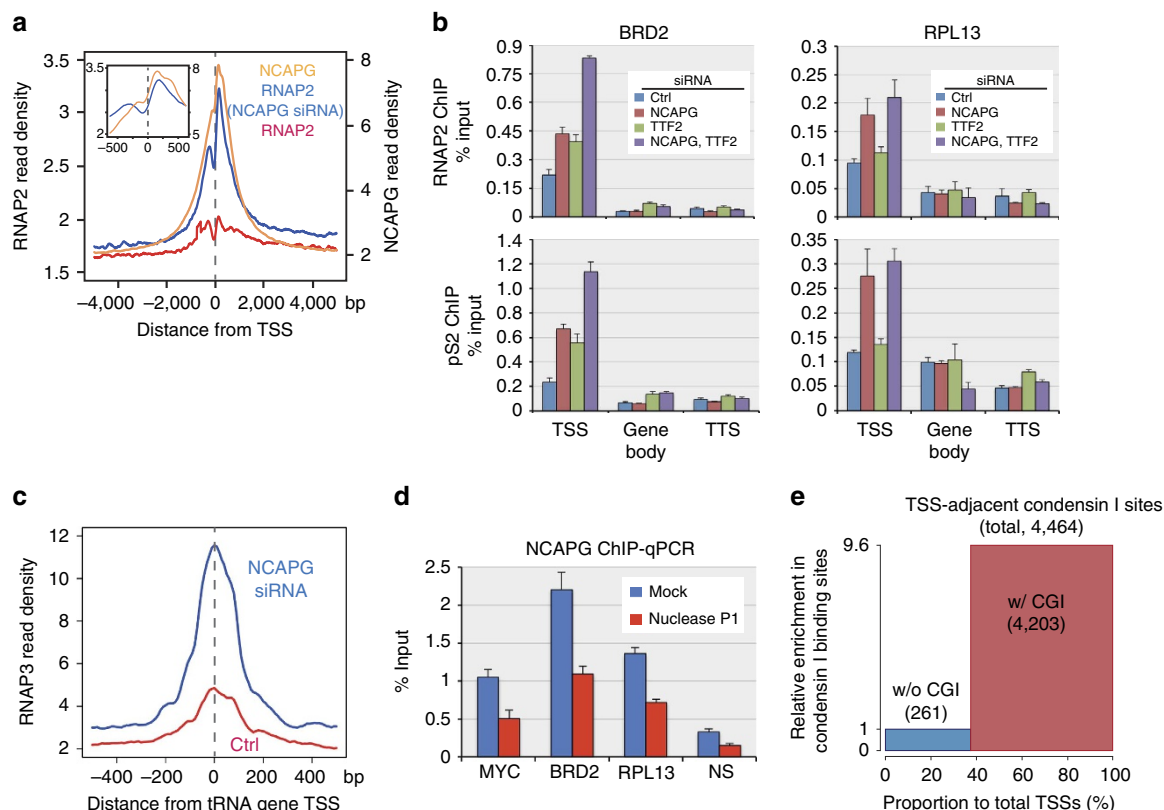 a
RNAP2 read density
3.5
3.0
2.5
2.0
1.5
NCAPG
RNAP2
(NCAPG siRNA)
RNAP2
3.5
2
8
5
−500 0 500
8
6
4
2
NCAPG read density
−4,000 −2,000 0 2,000 4,000 bp
Distance from TSS
b
BRD2
RNAP2 ChIP
% input
0.9
0.75
0.6
0.45
0.3
0.15
0
siRNA
Ctrl
NCAPG
TTF2
NCAPG, TTF2
RPL13
0.3
0.25
0.2
0.15
0.1
0.05
0
siRNA
Ctrl
NCAPG
TTF2
NCAPG, TTF2
pS2 ChIP
% input
1.4
1.2
1.0
0.8
0.6
0.4
0.2
0
TSS Gene body TTS
0.35
0.3
0.25
0.2
0.15
0.1
0.05
0
TSS Gene body TTS
c
RNAP3 read density
12
10
8
6
4
2
NCAPG
siRNA
Ctrl
−400 −200 0 200 400 bp
Distance from tRNA gene TSS
d
NCAPG ChIP-qPCR
% Input
2.5
2
1.5
1
0.5
0
Mock
Nuclease P1
MYC BRD2 RPL13 NS
e
TSS-adjacent condensin I sites
(total, 4,464)
Relative enrichment in
condensin I binding sites
9.6
1
0
w/o CGI
(261)
w/ CGI
(4,203)
0 20 40 60 80 100
Proportion to total TSSs (%)